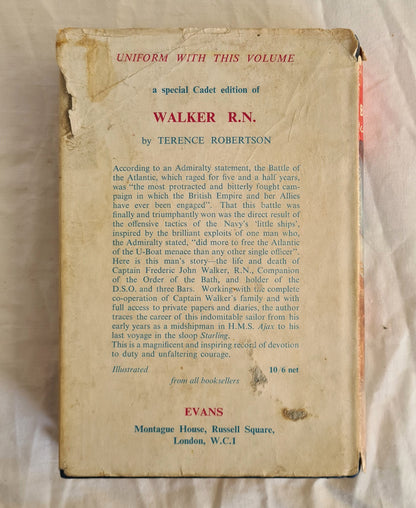 UNIFORM WITH THIS VOLUME
a special Cadet edition of
WALKER R.N.
by TERENCE ROBERTSON
According to an Admiralty statement, the Battle of
the Atlantic, which raged for five and a half years,
was "the most protracted and bitterly fought cam-
paign in which the British Empire and her Allies
have ever been engaged". That this battle was
finally and triumphantly won was the direct result of
the offensive tactics of the Navy's 'little ships',
inspired by the brilliant exploits of one man who,
the Admiralty stated, "did more to free the Atlantic
of the U-Boat menace than any other single officer".
Here is this man's story—the life and death of
Captain Frederic John Walker, R.N., Companion
of the Order of the Bath, and holder of the
D.S.O. and three Bars. Working with the complete
co-operation of Captain Walker's family and with
full access to private papers and diaries, the author
traces the career of this indomitable sailor from his
early years as a midshipman in H.M.S. Ajax to his
last voyage in the sloop Starling.
This is a magnificent and inspiring record of devotion
to duty and unfaltering courage.
Illustrated 10/6 net
from all booksellers
EVANS
Montague House, Russell Square,
London, W.C.1